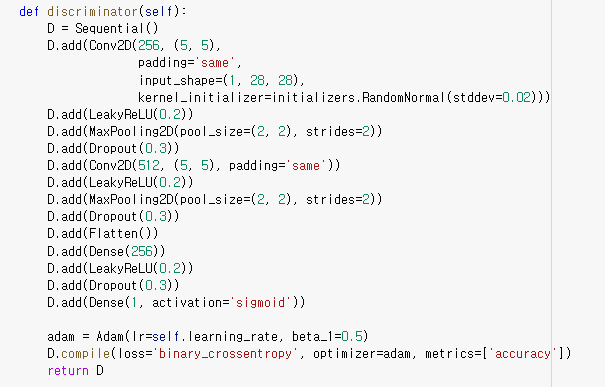 def discriminator(self):
    D = Sequential()
    D.add(Conv2D(256, (5, 5),
                 padding='same',
                 input_shape=(1, 28, 28),
                 kernel_initializer=initializers.RandomNormal(stddev=0.02)))
    D.add(LeakyReLU(0.2))
    D.add(MaxPooling2D(pool_size=(2, 2), strides=2))
    D.add(Dropout(0.3))
    D.add(Conv2D(512, (5, 5), padding='same'))
    D.add(LeakyReLU(0.2))
    D.add(MaxPooling2D(pool_size=(2, 2), strides=2))
    D.add(Dropout(0.3))
    D.add(Flatten())
    D.add(Dense(256))
    D.add(LeakyReLU(0.2))
    D.add(Dropout(0.3))
    D.add(Dense(1, activation='sigmoid'))

    adam = Adam(lr=self.learning_rate, beta_1=0.5)
    D.compile(loss='binary_crossentropy', optimizer=adam, metrics=['accuracy'])
    return D